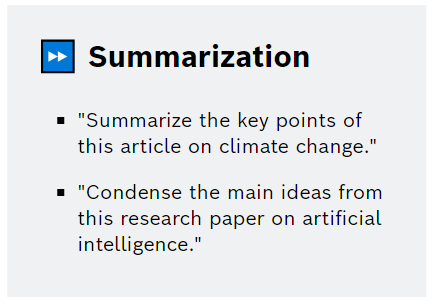 ⏩ Summarization
▪ "Summarize the key points of
this article on climate change."
▪ "Condense the main ideas from
this research paper on artificial
intelligence."